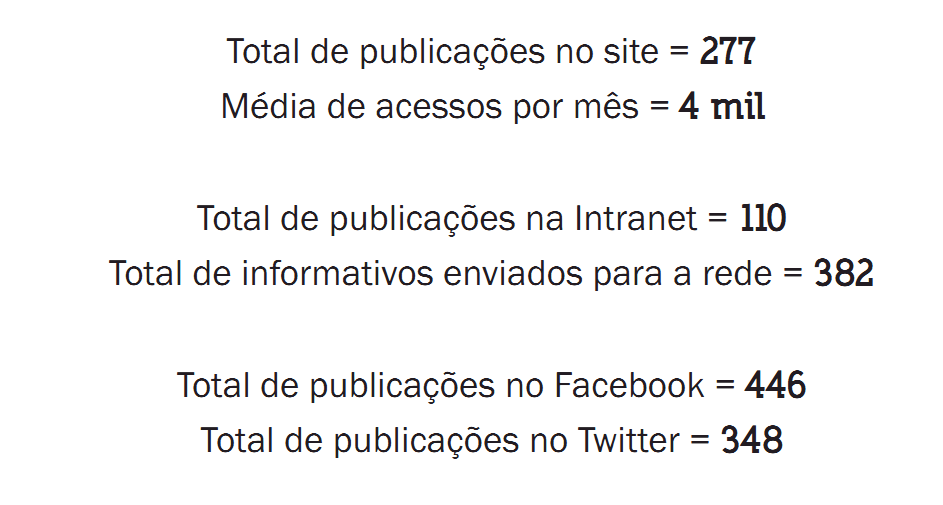 Total de publicações no site = 277
Média de acessos por mês = 4 mil
Total de publicações na Intranet = 110
Total de informativos enviados para a rede = 382
Total de publicações no Facebook = 446
Total de publicações no Twitter = 348